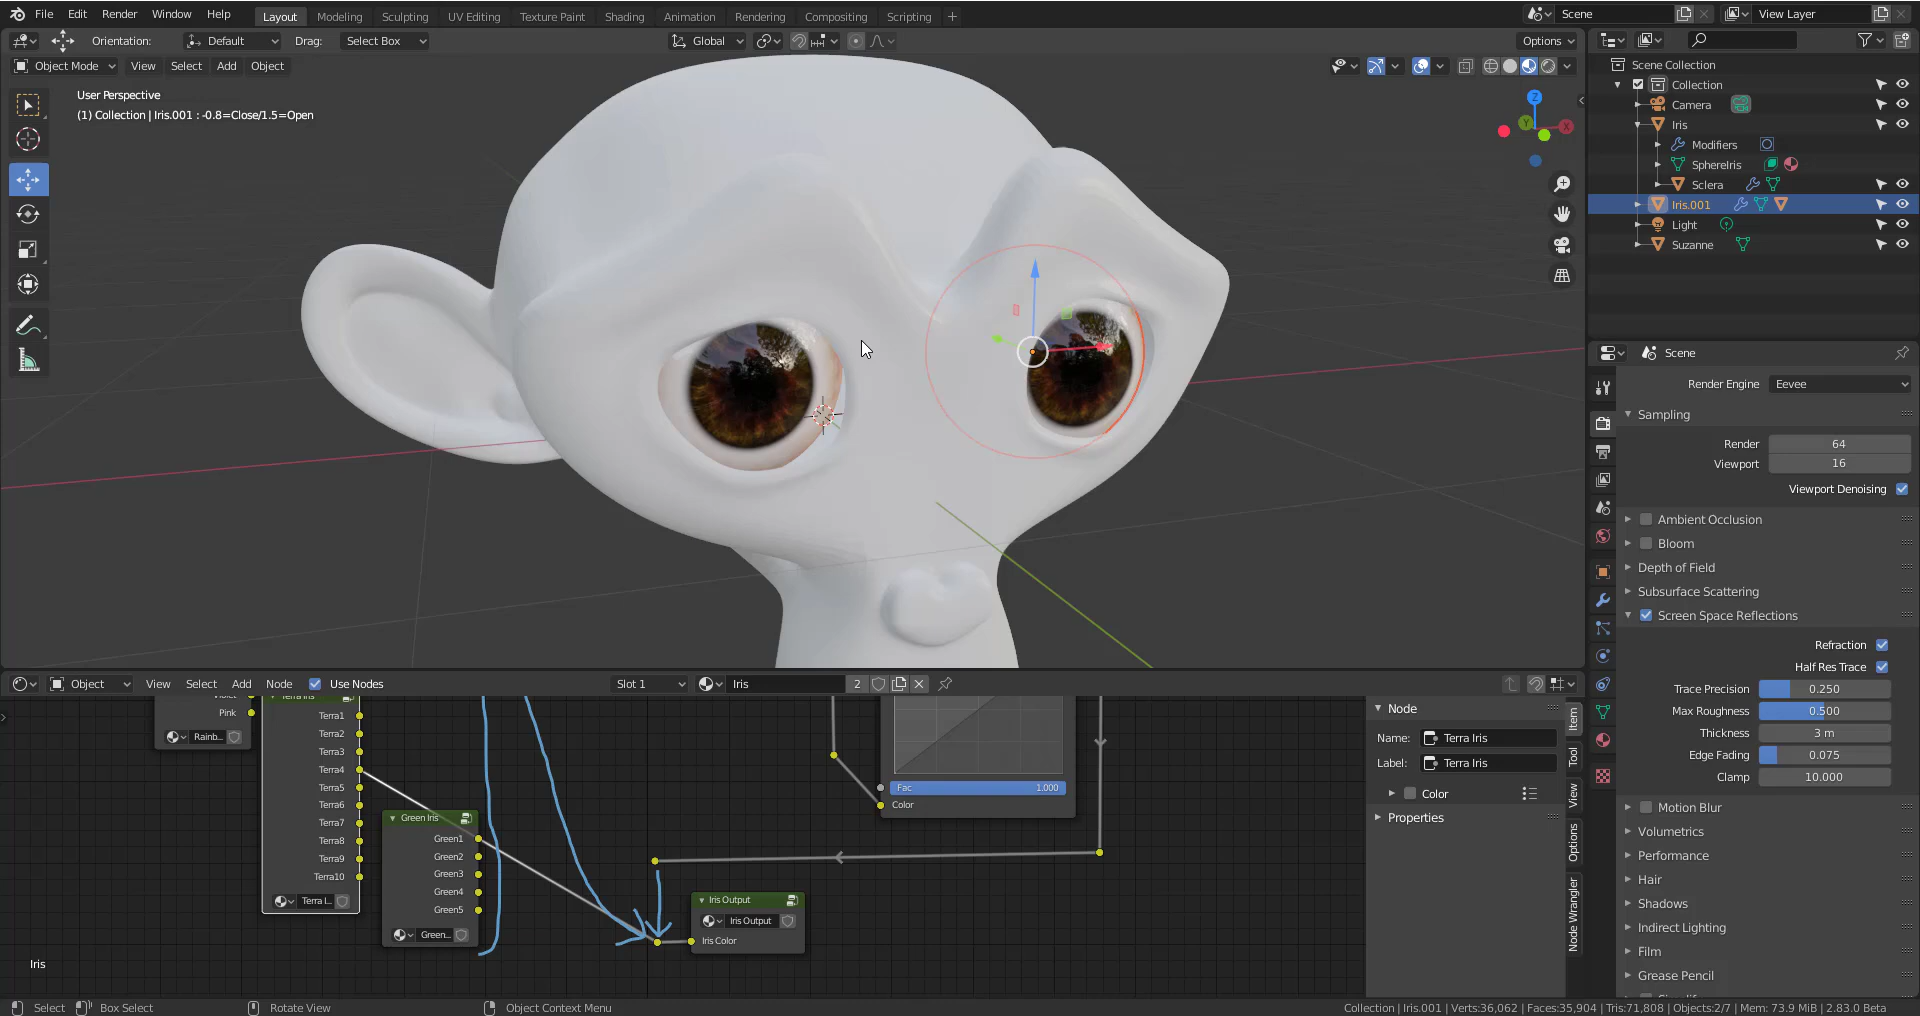 File Edit Render Window Help Layout Modeling Sculpting UV Editing Texture Paint Shading Animation Rendering Compositing Scripting + Scene View Layer
Orientation: Default Drag: Select Box Global Options
Object Mode View Select Add Object
User Perspective
(1) Collection | Iris.001 : -0.8=Close/1.5=Open
Z
Y
X
Scene Collection
Collection
Camera
Iris
Modifiers
SphereIris
Sclera
Iris.001
Light
Suzanne
Scene
Render Engine Eevee
Sampling
Render 64
Viewport 16
Viewport Denoising
Ambient Occlusion
Bloom
Depth of Field
Subsurface Scattering
Screen Space Reflections
Refraction
Half Res Trace
Trace Precision 0.250
Max Roughness 0.500
Thickness 3 m
Edge Fading 0.075
Clamp 10.000
Motion Blur
Volumetrics
Performance
Hair
Shadows
Indirect Lighting
Film
Grease Pencil
Object View Select Add Node Use Nodes Slot 1 Iris 2
Violet
Pink
Rainb...
Terra Iris
Terra1
Terra2
Terra3
Terra4
Terra5
Terra6
Terra7
Terra8
Terra9
Terra10
Terra I...
Green Iris
Green1
Green2
Green3
Green4
Green5
Green...
Fac 1.000
Color
Iris Output
Iris Output
Iris Color
Iris
Node
Name: Terra Iris
Label: Terra Iris
Color
Properties
Item
Tool
View
Options
Node Wrangler
Select Box Select Rotate View Object Context Menu Collection | Iris.001 | Verts:36,062 | Faces:35,904 | Tris:71,808 | Objects:2/7 | Mem: 73.9 MiB | 2.83.0 Beta